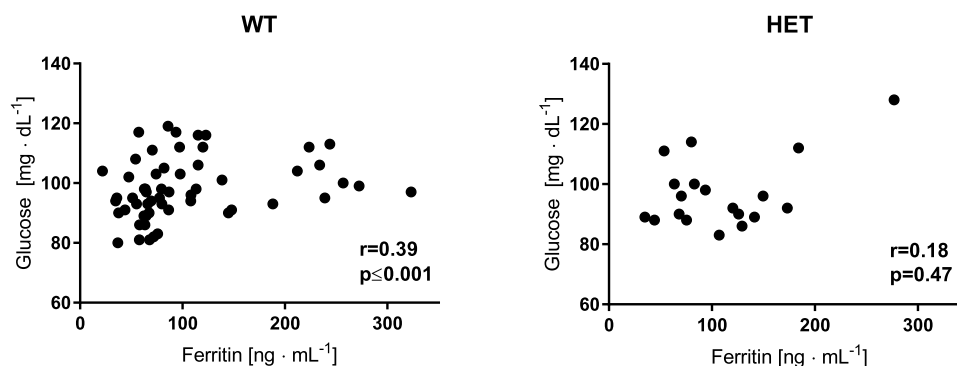 WT
Glucose [mg · dL⁻¹]
140
120
100
80
60
0
100
200
300
Ferritin [ng · mL⁻¹]
r=0.39
p≤0.001
HET
Glucose [mg · dL⁻¹]
140
120
100
80
60
0
100
200
300
Ferritin [ng · mL⁻¹]
r=0.18
p=0.47